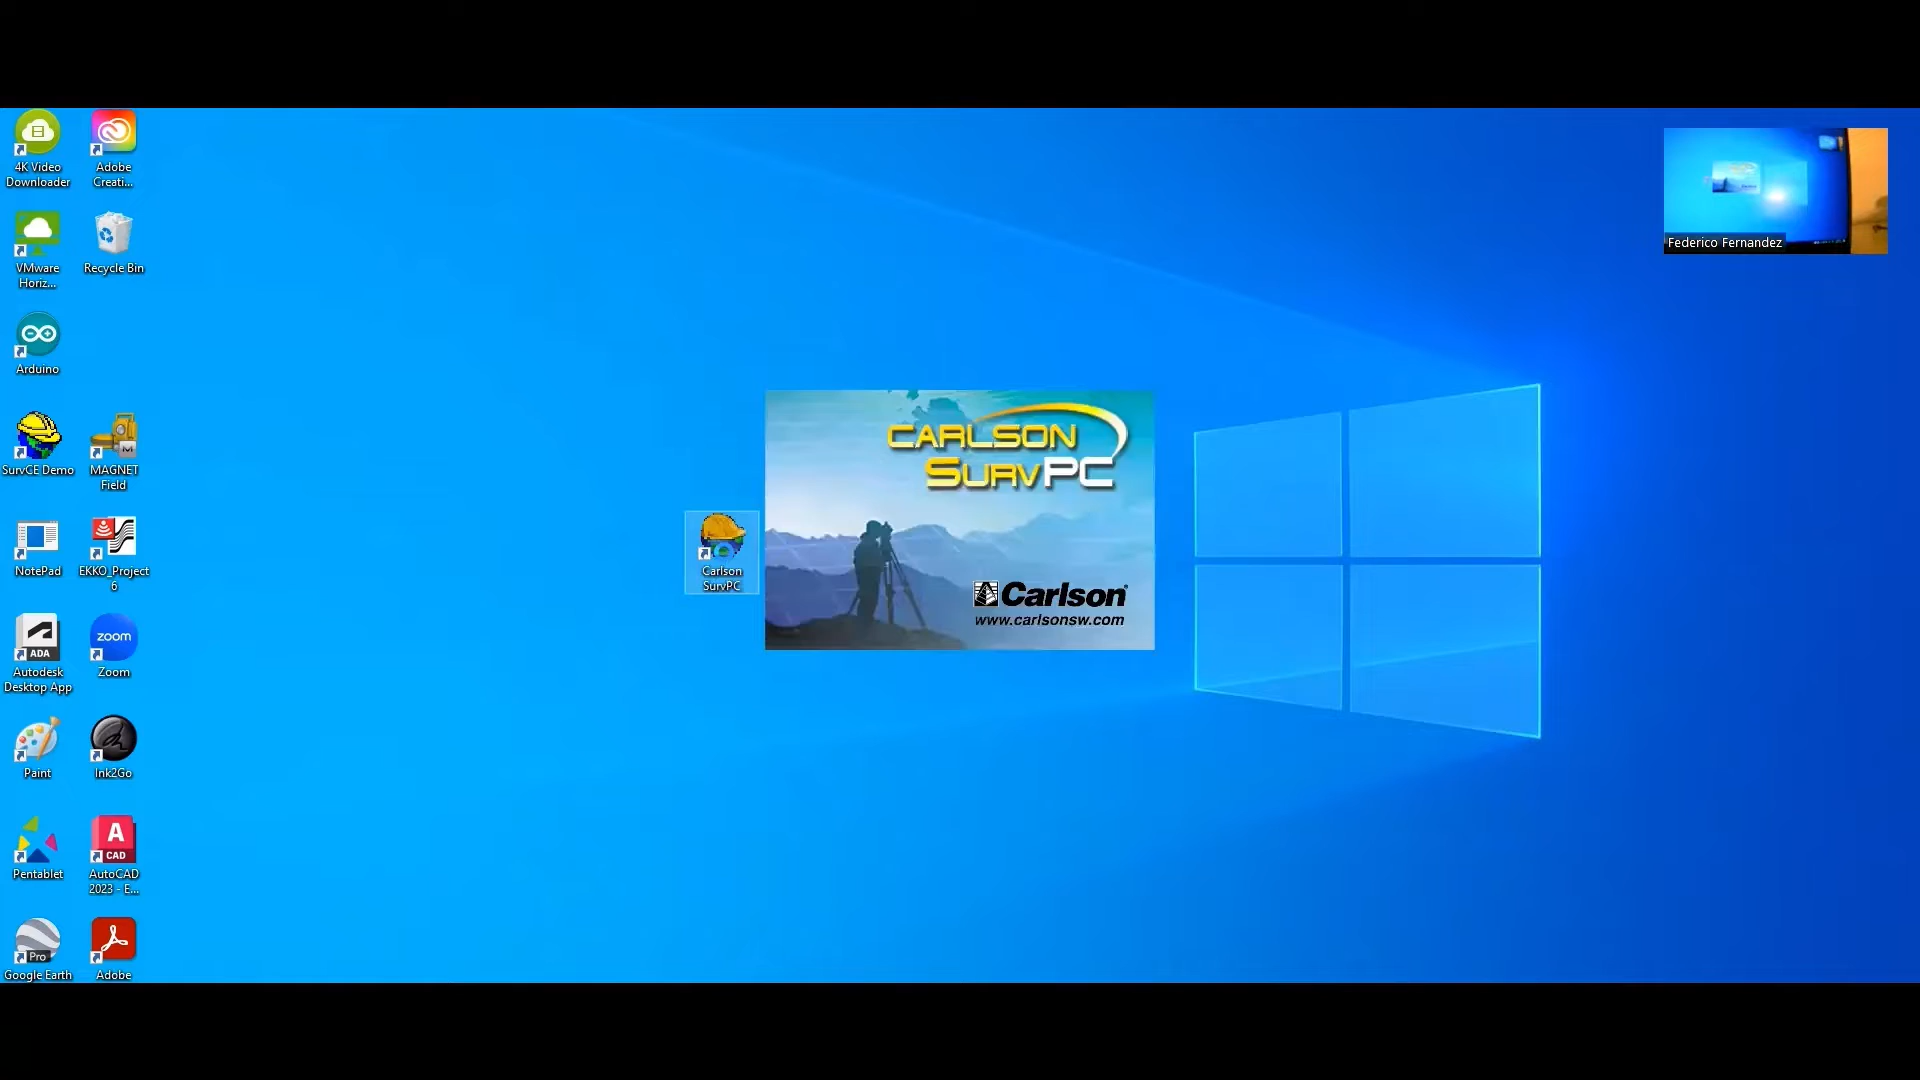 4K Video
Downloader
Adobe
Creati...
VMware
Horiz...
Recycle Bin
Arduino
SurvCE Demo
MAGNET
Field
NotePad
EKKO_Project
6
ADA
Autodesk
Desktop App
zoom
Zoom
Paint
Ink2Go
Pentablet
A
CAD
AutoCAD
2023 - E...
Pro
Google Earth
Adobe
Carlson
SurvPC
CARLSON
SURVPC
Carlson
www.carlsonsw.com
Federico Fernandez